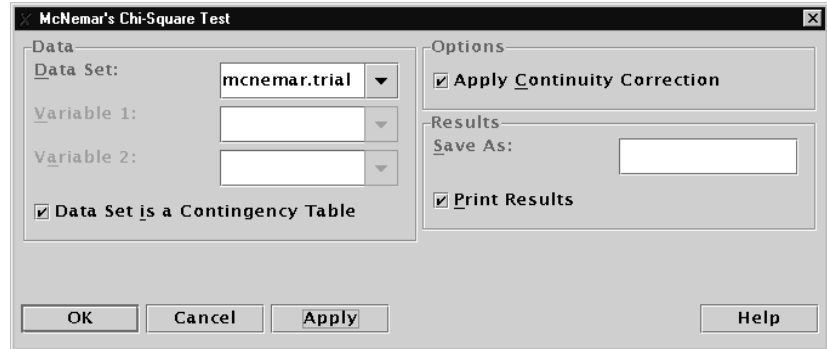 McNemar's Chi-Square Test
Data
Data Set:
mcnemar.trial
Variable 1:
Variable 2:
Data Set is a Contingency Table
Options
Apply Continuity Correction
Results
Save As:
Print Results
OK
Cancel
Apply
Help